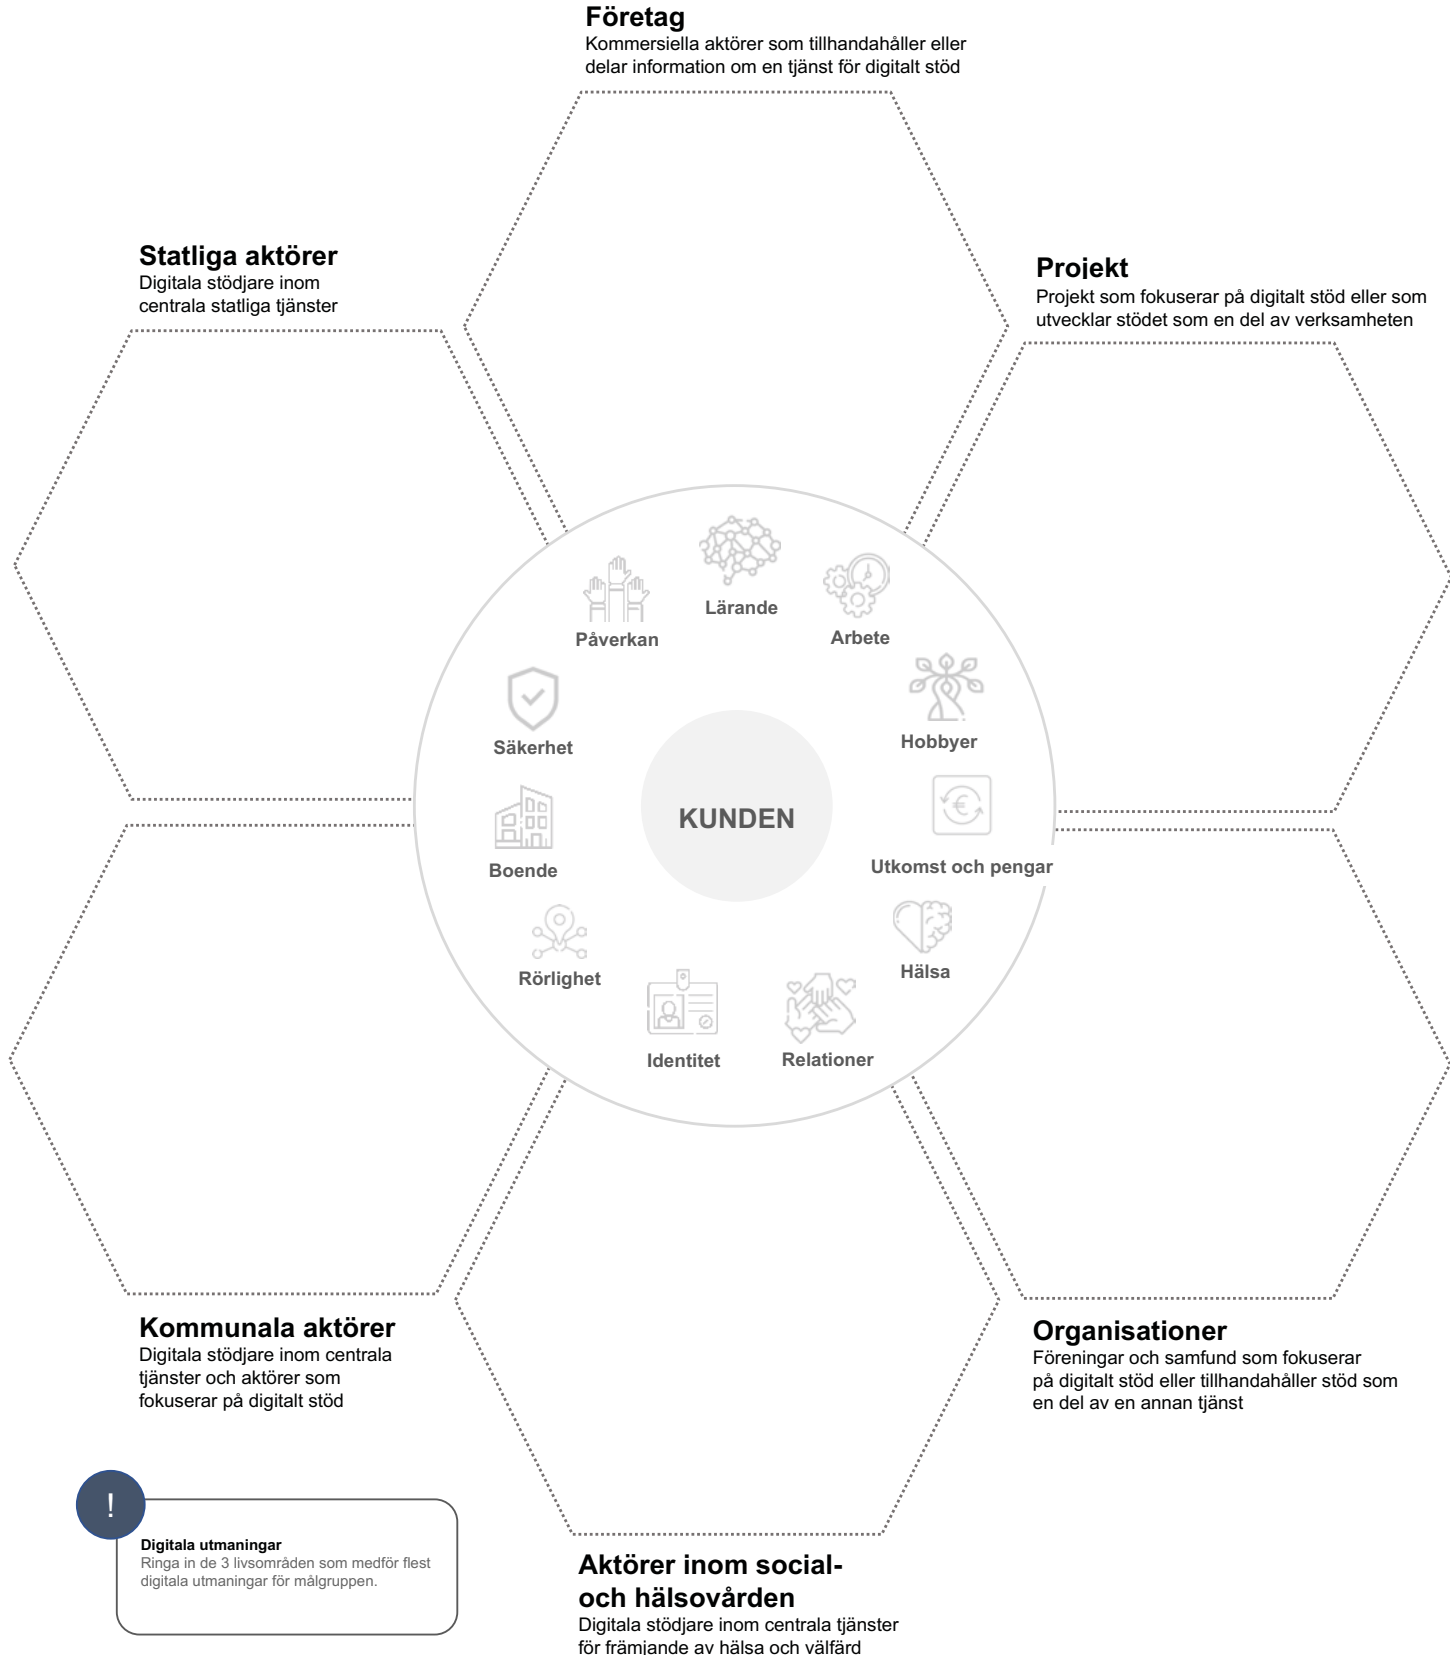 Företag
Kommersiella aktörer som tillhandahåller eller
delar information om en tjänst för digitalt stöd
Statliga aktörer
Digitala stödjare inom
centrala statliga tjänster
Projekt
Projekt som fokuserar på digitalt stöd eller som
utvecklar stödet som en del av verksamheten
Lärande
Påverkan
Arbete
Säkerhet
Hobbyer
KUNDEN
Boende
Utkomst och pengar
Rörlighet
Hälsa
Identitet
Relationer
Kommunala aktörer
Digitala stödjare inom centrala
tjänster och aktörer som
fokuserar på digitalt stöd
Organisationer
Föreningar och samfund som fokuserar
på digitalt stöd eller tillhandahåller stöd som
en del av en annan tjänst
!
Digitala utmaningar
Ringa in de 3 livsområden som medför flest
digitala utmaningar för målgruppen.
Aktörer inom social-
och hälsovården
Digitala stödjare inom centrala tjänster
för främjande av hälsa och välfärd